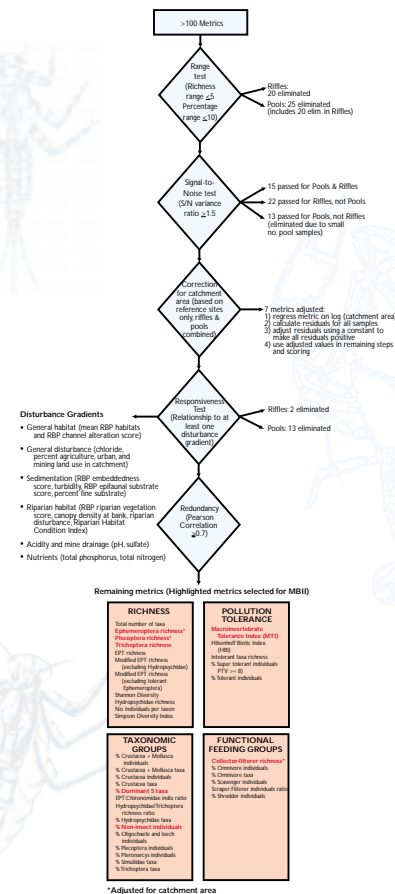 >100 Metrics
Range
test
(Richness
range ≤5
Percentage
range ≤10)
Riffles:
20 eliminated
Pools: 25 eliminated
(includes 20 elim. in Riffles)
Signal-to-
Noise test
(S/N variance
ratio ≥1.5
15 passed for Pools & Riffles
22 passed for Riffles, not Pools
13 passed for Pools, not Riffles
(eliminated due to small
no. pool samples)
Correction
for catchment
area (based on
reference sites
only, riffles &
pools
combined)
7 metrics adjusted:
1) regress metric on log (catchment area)
2) calculate residuals for all samples
3) adjust residuals using a constant to
make all residuals positive
4) use adjusted values in remaining steps
and scoring
Responsiveness
Test
(Relationship to at
least one
disturbance
gradient)
Riffles: 2 eliminated
Pools: 13 eliminated
Disturbance Gradients
• General habitat (mean RBP habitats
and RBP channel alteration score)
• General disturbance (chloride,
percent agriculture, urban, and
mining land use in catchment)
• Sedimentation (RBP embeddedness
score, turbidity, RBP epifaunal substrate
score, percent fine substrate)
• Riparian habitat (RBP riparian vegetation
score, canopy density at bank, riparian
disturbance, Riparian Habitat
Condition Index)
• Acidity and mine drainage (pH, sulfate)
• Nutrients (total phosphorus, total nitrogen)
Redundancy
(Pearson
Correlation
≥0.7)
Remaining metrics (Highlighted metrics selected for MBII)
RICHNESS
Total number of taxa
Ephemeroptera richness*
Plecoptera richness*
Trichoptera richness
EPT richness
Modified EPT richness
(excluding Hydropsychidae)
Modified EPT richness
(excluding tolerant
Ephemeroptera)
Shannon Diversity
Hydropsychidae richness
No. individuals per taxon
Simpson Diversity Index
POLLUTION
TOLERANCE
Macroinvertebrate
Tolerance Index (MTI)
Hilsenhoff Biotic Index
(HBI)
Intolerant taxa richness
% Super tolerant individuals
PTV >= 8)
% Tolerant individuals
TAXONOMIC
GROUPS
% Crustacea + Mollusca
individuals
% Crustacea + Mollusca taxa
% Crustacea individuals
% Crustacea taxa
% Dominant 5 taxa
EPT:Chironomidae indiv ratio
Hydropsychidae/Trichoptera
richness ratio
% Hydropsychidae taxa
% Non-insect individuals
% Oligochaete and leech
individuals
% Plecoptera individuals
% Pteronarcys individuals
% Simuliidae taxa
% Trichoptera taxa
FUNCTIONAL
FEEDING GROUPS
Collector-filterer richness*
% Omnivore individuals
% Omnivore taxa
% Scavenger individuals
Scraper:Filterer individuals ratio
% Shredder individuals
*Adjusted for catchment area